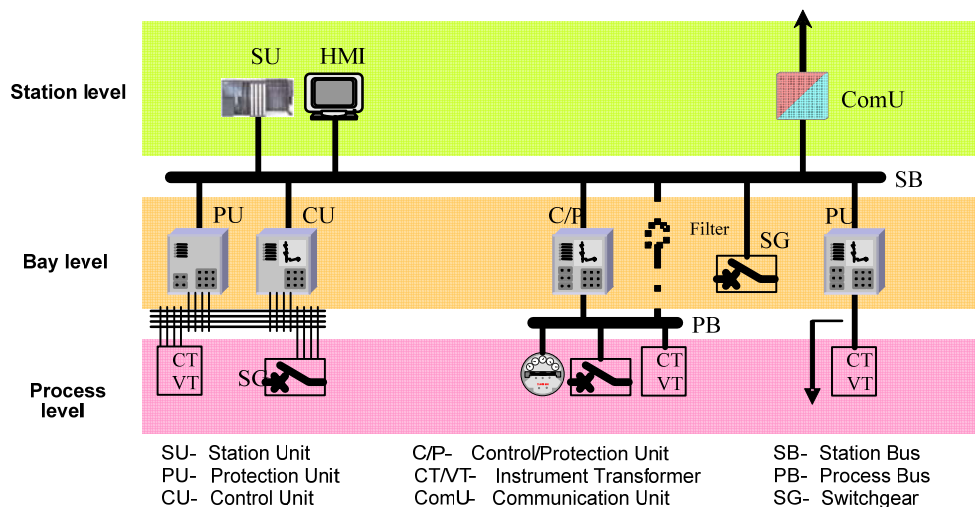 SU HMI
Station level
ComU
SB
PU CU C/P PU
Filter SG
Bay level
PB
CT CT CT
VT SG VT VT
Process
level
SU- Station Unit C/P- Control/Protection Unit SB- Station Bus
PU- Protection Unit CT/VT- Instrument Transformer PB- Process Bus
CU- Control Unit ComU- Communication Unit SG- Switchgear